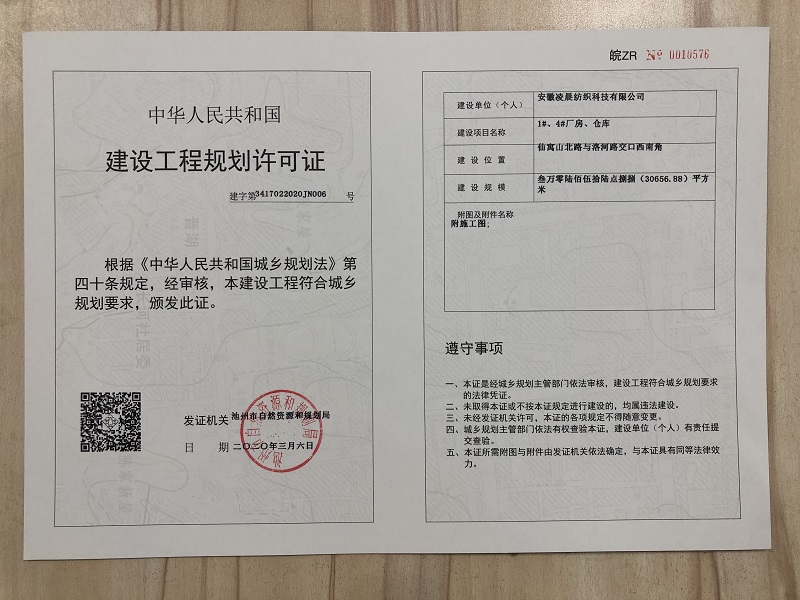 中华人民共和国
建设工程规划许可证
建字第3417022020JN006 号
根据《中华人民共和国城乡规划法》第
四十条规定，经审核，本建设工程符合城乡
规划要求，颁发此证。
发证机关 池州市自然资源和规划局
日 期 二〇二〇年三月六日
池州市自然资源和规划局
皖ZR № 0010576
建设单位（个人） 安徽凌晨纺织科技有限公司
建设项目名称 1#、4#厂房、仓库
建设位置 仙寓山北路与洛河路交口西南角
建设规模 叁万零陆佰伍拾陆点捌捌（30656.88）平方
米
附图及附件名称
附施工图;
遵守事项
一、本证是经城乡规划主管部门依法审核，建设工程符合城乡规划要求
的法律凭证。
二、未取得本证或不按本证规定进行建设的，均属违法建设。
三、未经发证机关许可，本证的各项规定不得随意变更。
四、城乡规划主管部门依法有权查验本证，建设单位（个人）有责任提
交查验。
五、本证所需附图与附件由发证机关依法确定，与本证具有同等法律效
力。